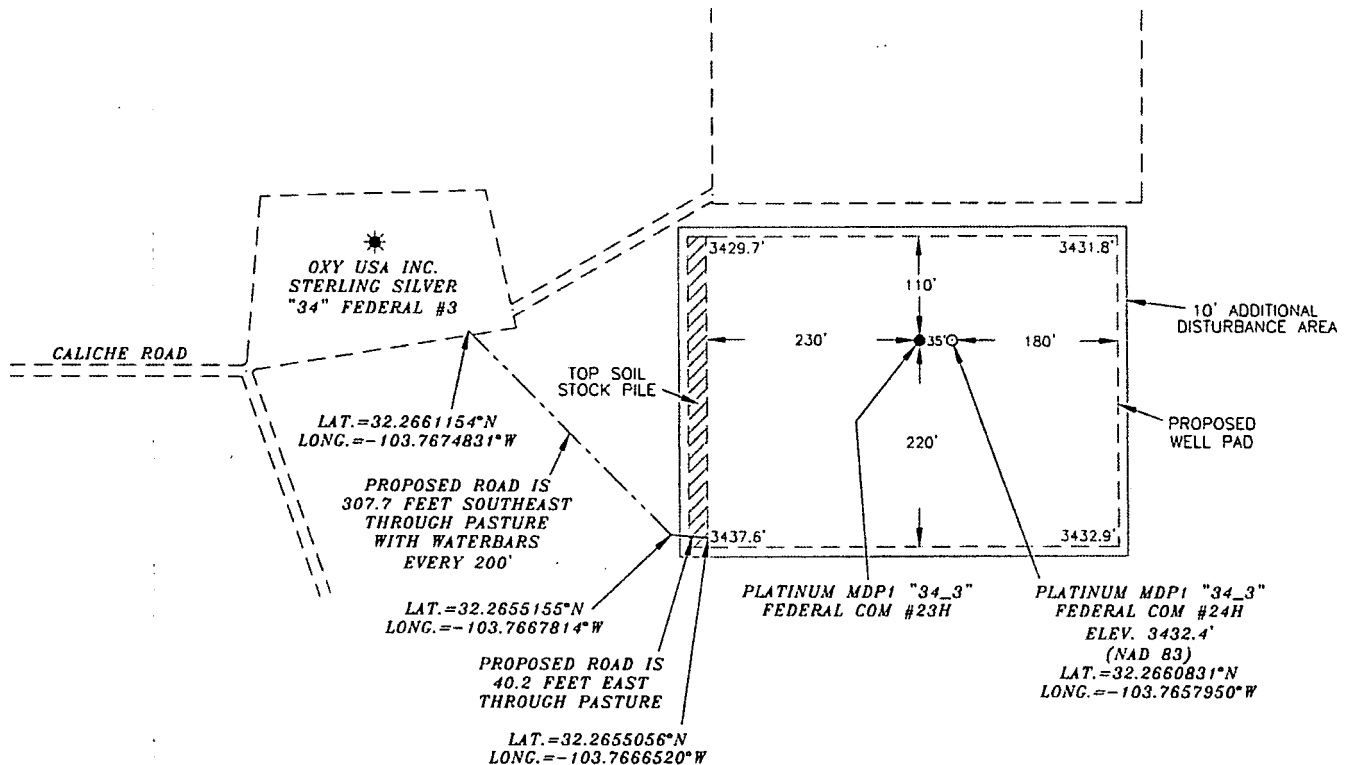 OXY USA INC.
STERLING SILVER
"34" FEDERAL #3
CALICHE ROAD
LAT.=32.2661154°N
LONG.=-103.7674831°W
PROPOSED ROAD IS
307.7 FEET SOUTHEAST
THROUGH PASTURE
WITH WATERBARS
EVERY 200'
LAT.=32.2655155°N
LONG.=-103.7667814°W
PROPOSED ROAD IS
40.2 FEET EAST
THROUGH PASTURE
LAT.=32.2655056°N
LONG.=-103.7666520°W
TOP SOIL
STOCK PILE
3429.7'
3431.8'
110'
230'
35'
180'
220'
3437.6'
3432.9'
10' ADDITIONAL
DISTURBANCE AREA
PROPOSED
WELL PAD
PLATINUM MDP1 "34_3"
FEDERAL COM #23H
PLATINUM MDP1 "34_3"
FEDERAL COM #24H
ELEV. 3432.4'
(NAD 83)
LAT.=32.2660831°N
LONG.=-103.7657950°W